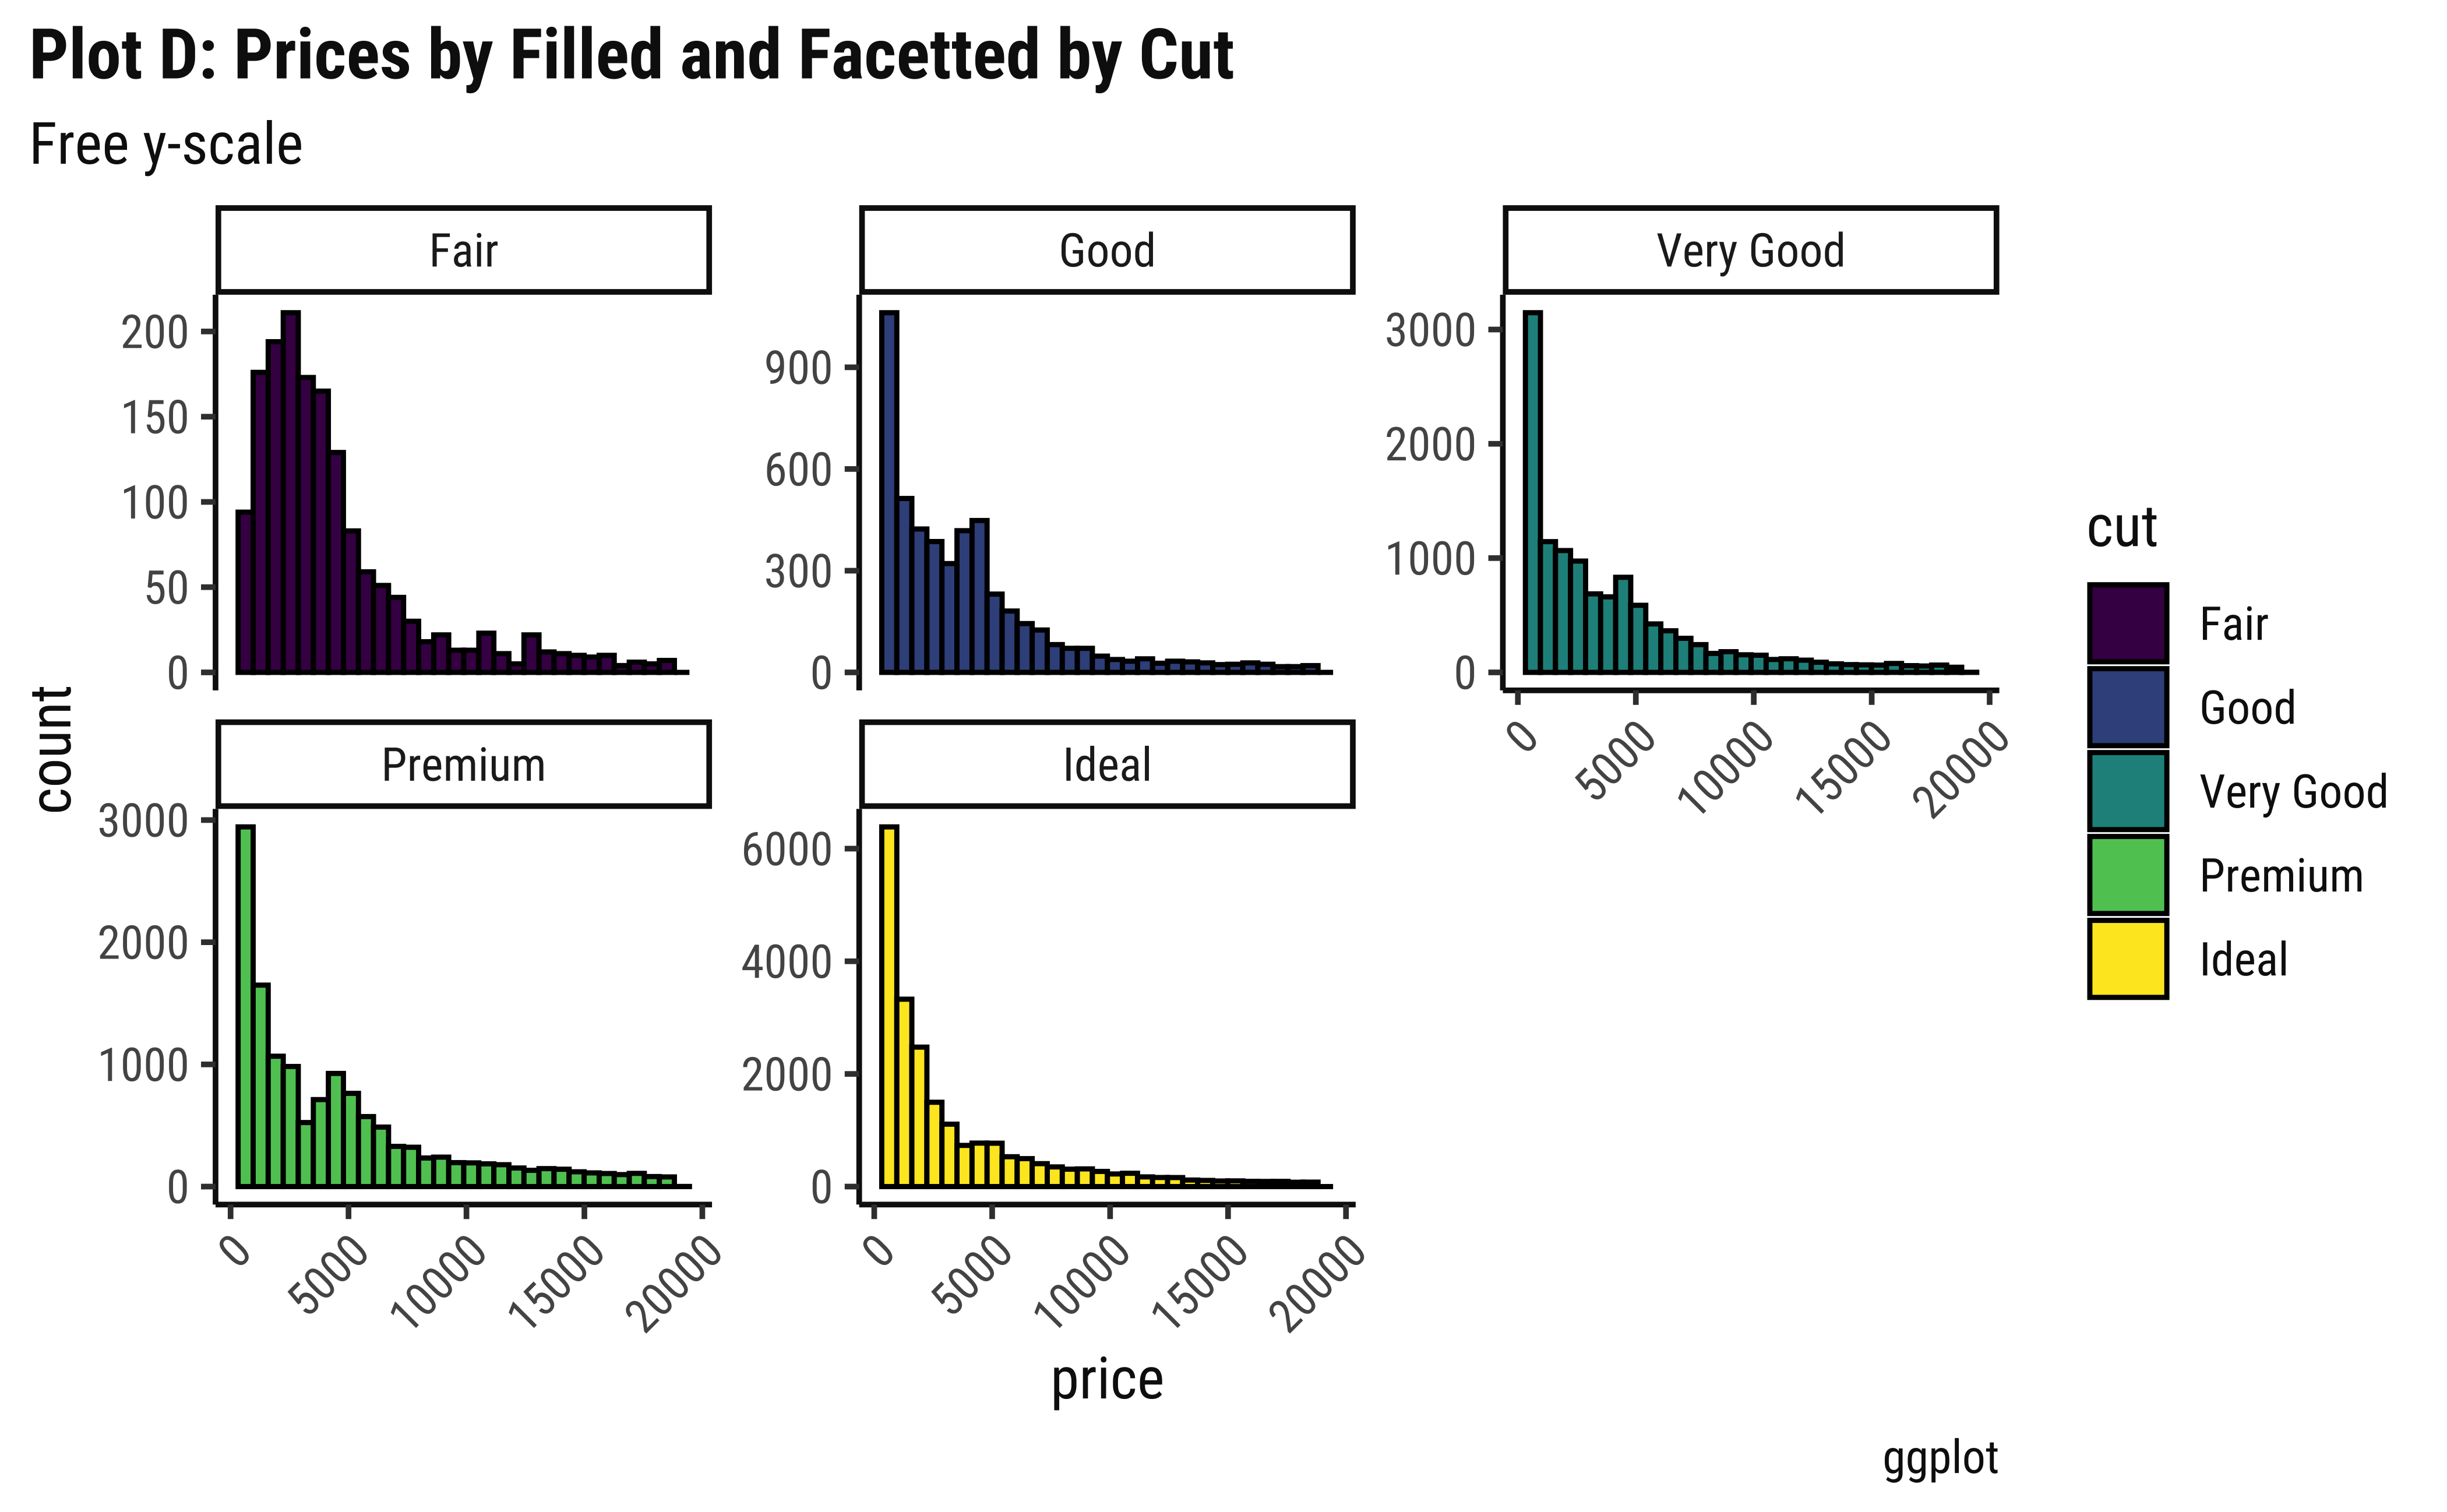 Plot D: Prices by Filled and Facetted by Cut
Free y-scale
Fair
Good
Very Good
200
150
100
50
0
900
600
300
0
3000
2000
1000
0
0
5000
10000
15000
20000
count
Premium
Ideal
3000
2000
1000
0
6000
4000
2000
0
0
5000
10000
15000
20000
0
5000
10000
15000
20000
price
cut
Fair
Good
Very Good
Premium
Ideal
ggplot